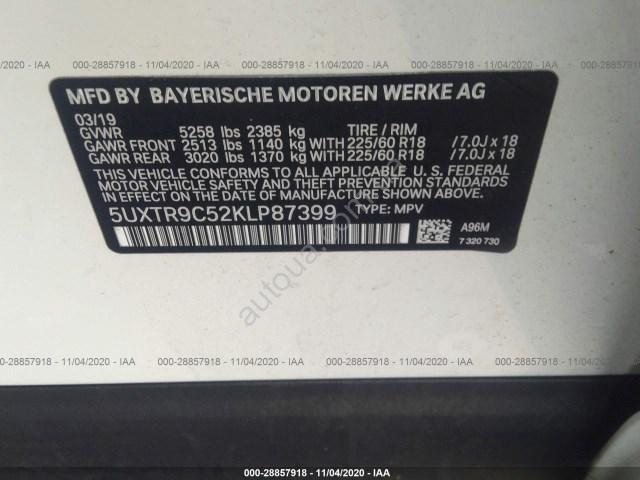 000-28857918 - 11/04/2020 - IAA 000-28857918 - 11/04/2020 - IAA 000-28857918 - 11/04/2020 - IAA
MFD BY BAYERISCHE MOTOREN WERKE AG
03/19
GVWR 5258 lbs 2385 kg TIRE / RIM
GAWR FRONT 2513 lbs 1140 kg WITH 225/60 R18 / 7.0J x 18
GAWR REAR 3020 lbs 1370 kg WITH 225/60 R18 / 7.0J x 18
THIS VEHICLE CONFORMS TO ALL APPLICABLE U. S. FEDERAL
MOTOR VEHICLE SAFETY, BUMPER, AND THEFT PREVENTION STANDARDS
IN EFFECT ON THE DATE OF MANUFACTURE SHOWN ABOVE.
5UXTR9C52KLP87399 TYPE: MPV
A96M
7 320 730
autoua.com
000-28857918 - 11/04/2020 - IAA 000-28857918 - 11/04/2020 - IAA 000-28857918 - 11/04/2020 - IAA
000-28857918 - 11/04/2020 - IAA